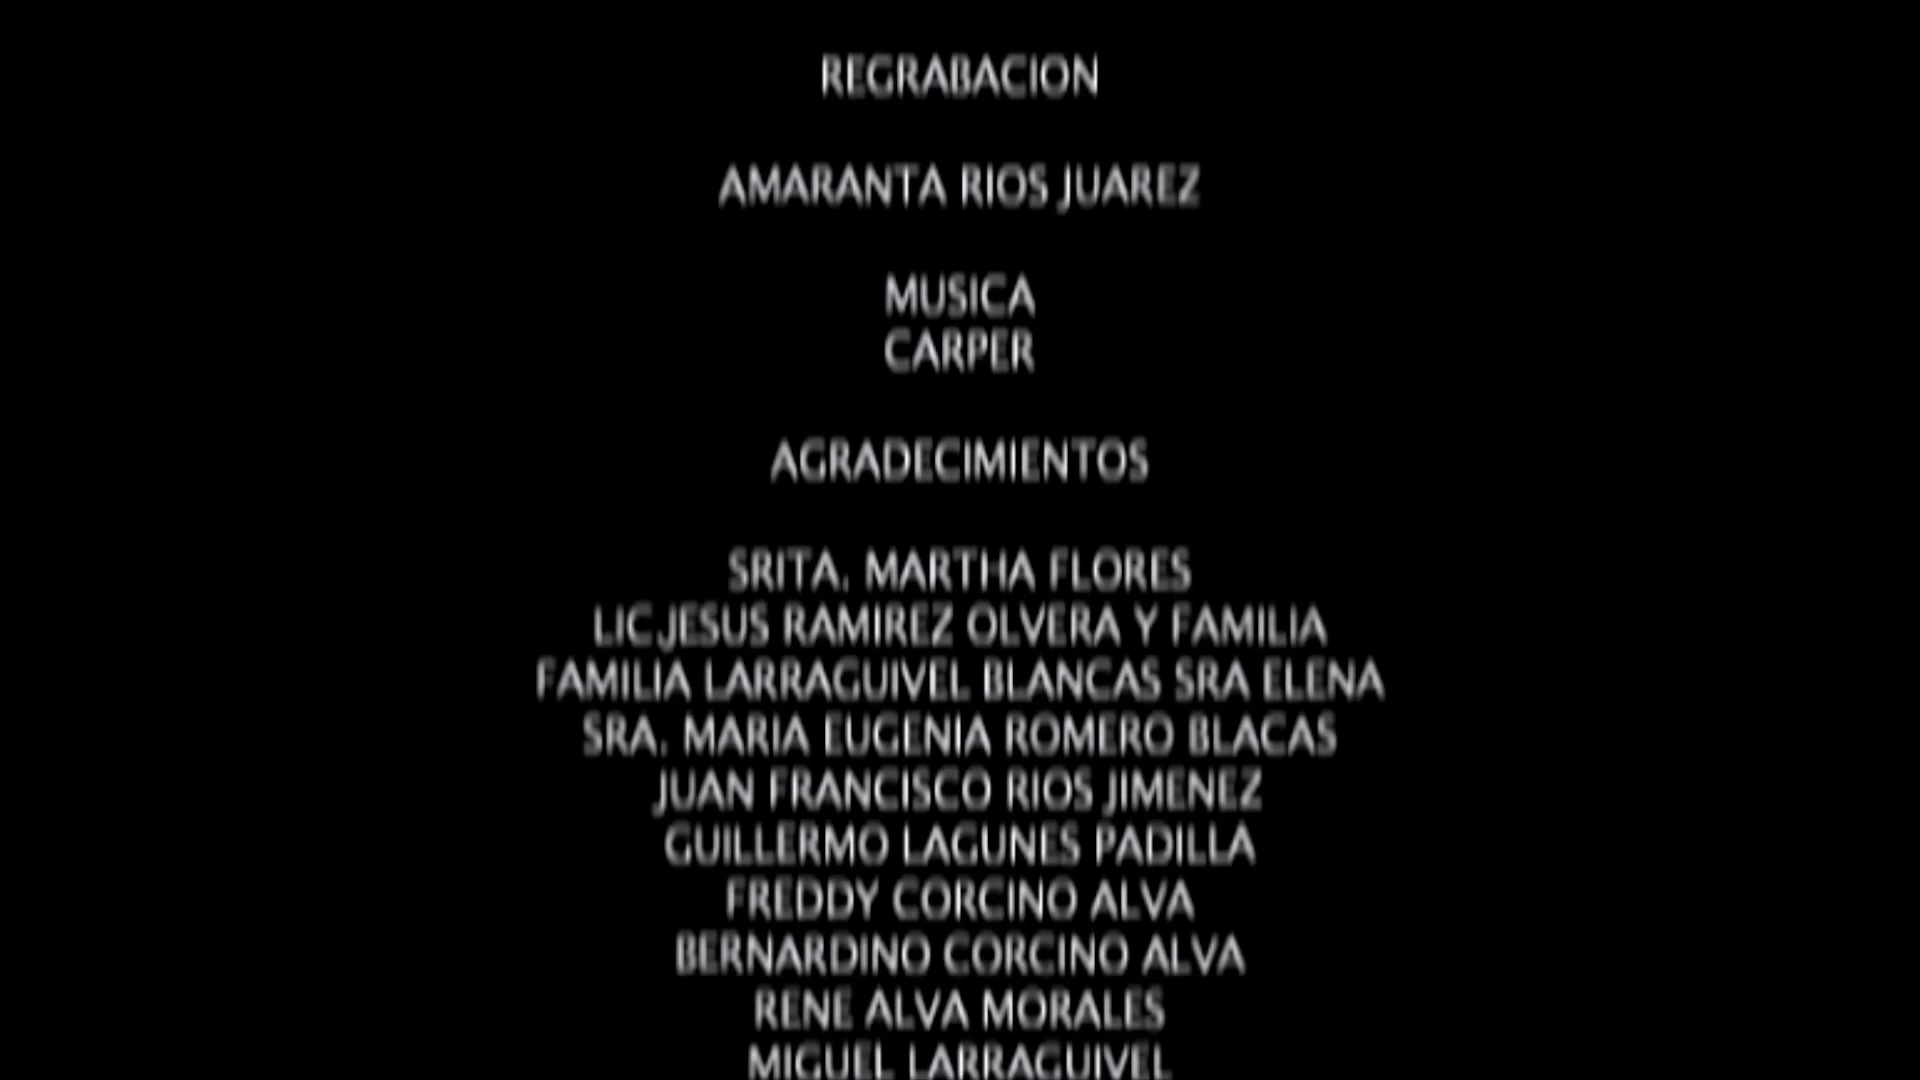 REGRABACION
AMARANTA RIOS JUAREZ
MUSICA
CARPER
AGRADECIMIENTOS
SRITA. MARTHA FLORES
LIC.JESUS RAMIREZ OLVERA Y FAMILIA
FAMILIA LARRAGUIVEL BLANCAS SRA ELENA
SRA. MARIA EUGENIA ROMERO BLACAS
JUAN FRANCISCO RIOS JIMENEZ
GUILLERMO LAGUNES PADILLA
FREDDY CORCINO ALVA
BERNARDINO CORCINO ALVA
RENE ALVA MORALES
MIGUEL LARRAGUIVEL